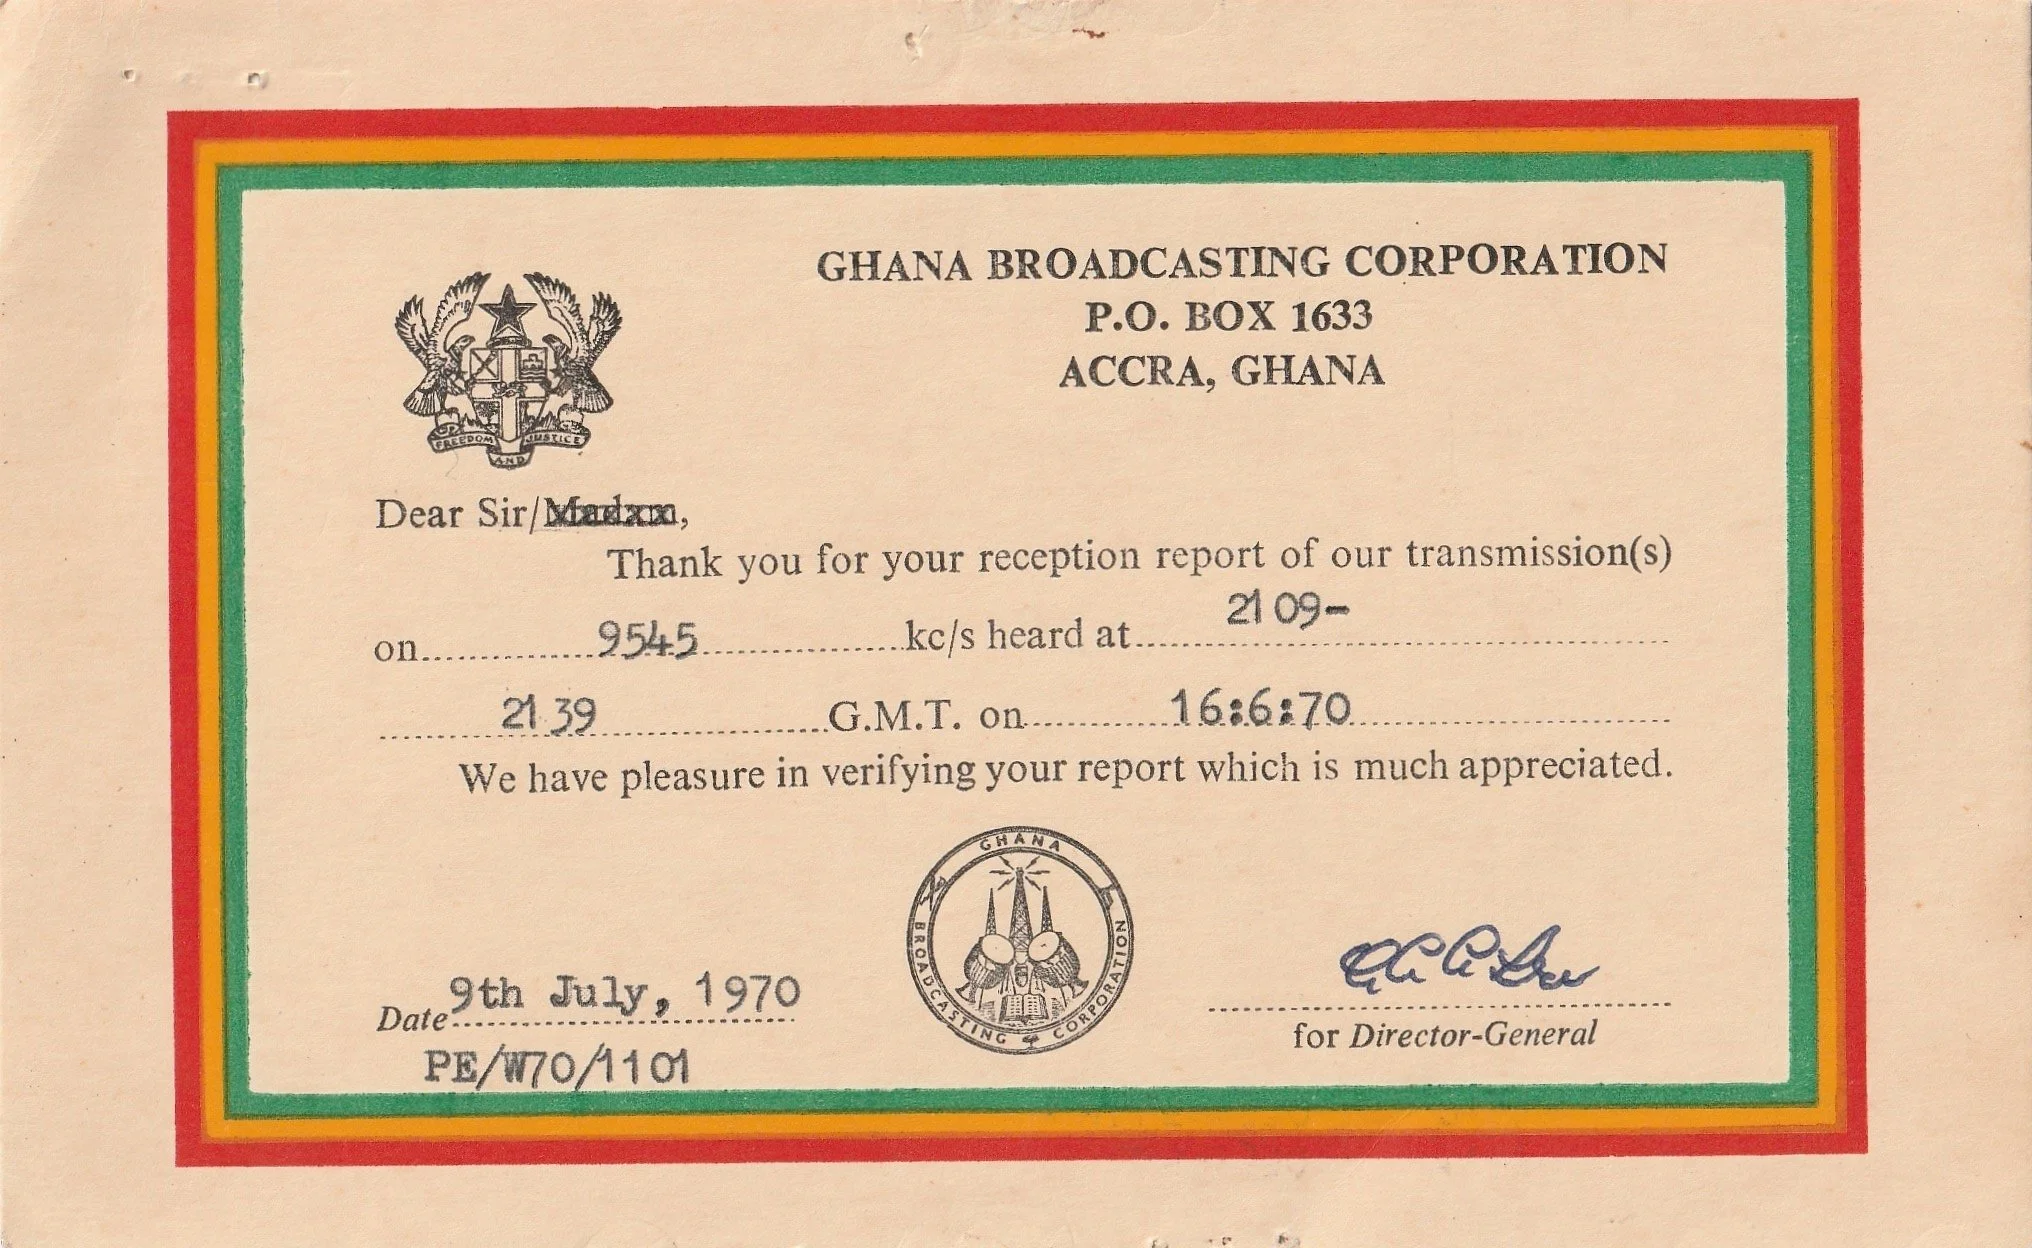 GHANA BROADCASTING CORPORATION
P.O. BOX 1633
ACCRA, GHANA
FREEDOM AND JUSTICE
Dear Sir/Madam,
Thank you for your reception report of our transmission(s)
on 9545 kc/s heard at 2109-
2139 G.M.T. on 16:6:70
We have pleasure in verifying your report which is much appreciated.
GHANA
BROADCASTING CORPORATION
Date 9th July, 1970
for Director-General
PE/W70/1101